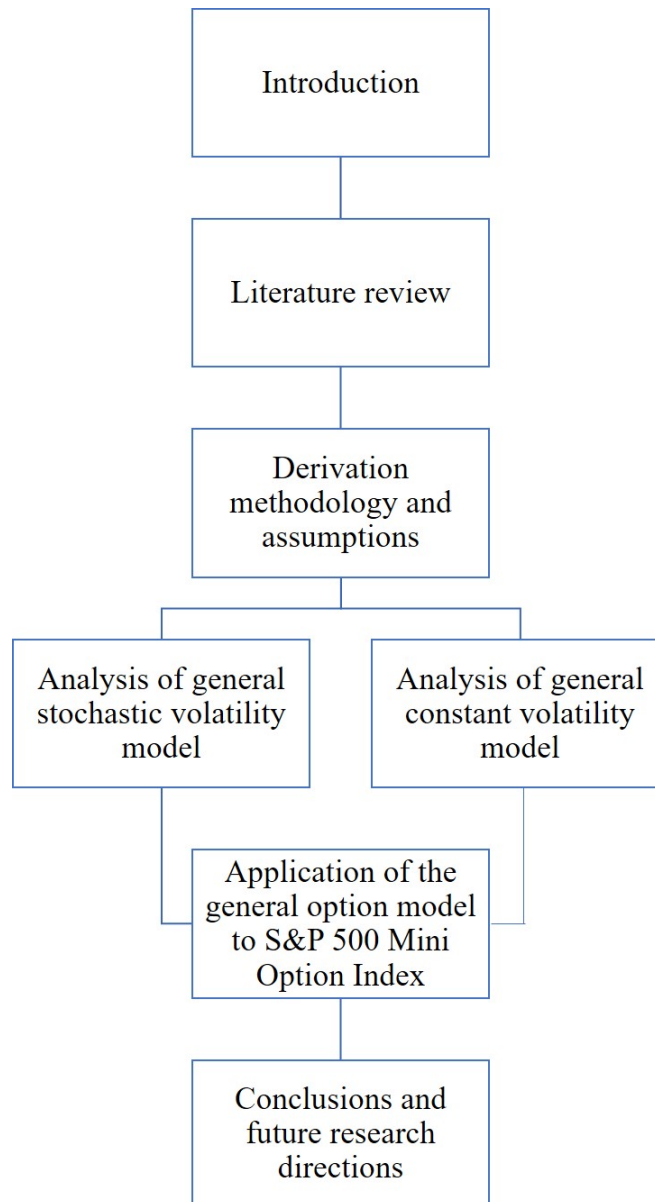 Introduction
Literature review
Derivation
methodology and
assumptions
Analysis of general
stochastic volatility
model
Analysis of general
constant volatility
model
Application of the
general option model
to S&P 500 Mini
Option Index
Conclusions and
future research
directions